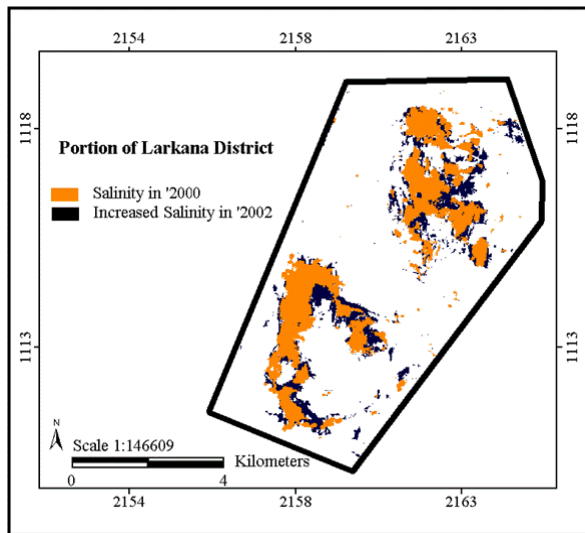 2154 2158 2163
1118 1118
Portion of Larkana District
Salinity in '2000
Increased Salinity in '2002
1113 1113
N
Scale 1:146609
Kilometers
0 4
2154 2158 2163